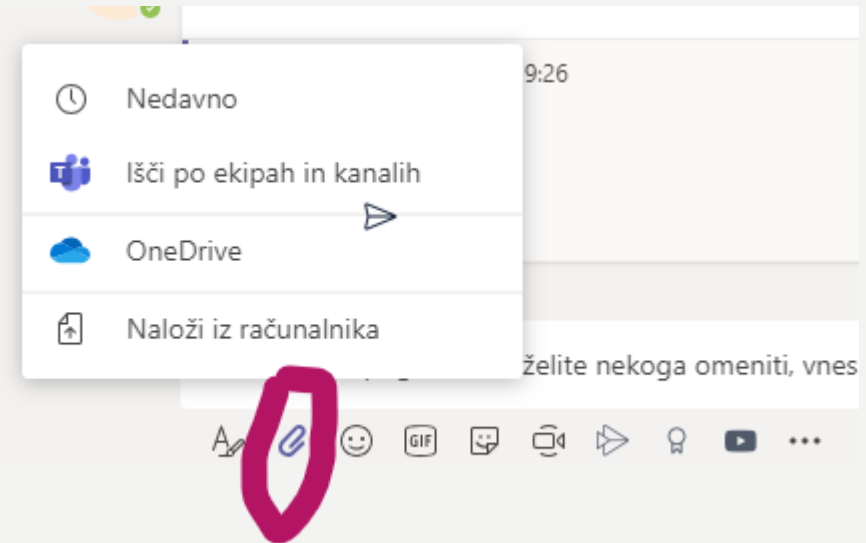 9:26
Nedavno
Išči po ekipah in kanalih
OneDrive
Naloži iz računalnika
želite nekoga omeniti, vnes
GIF